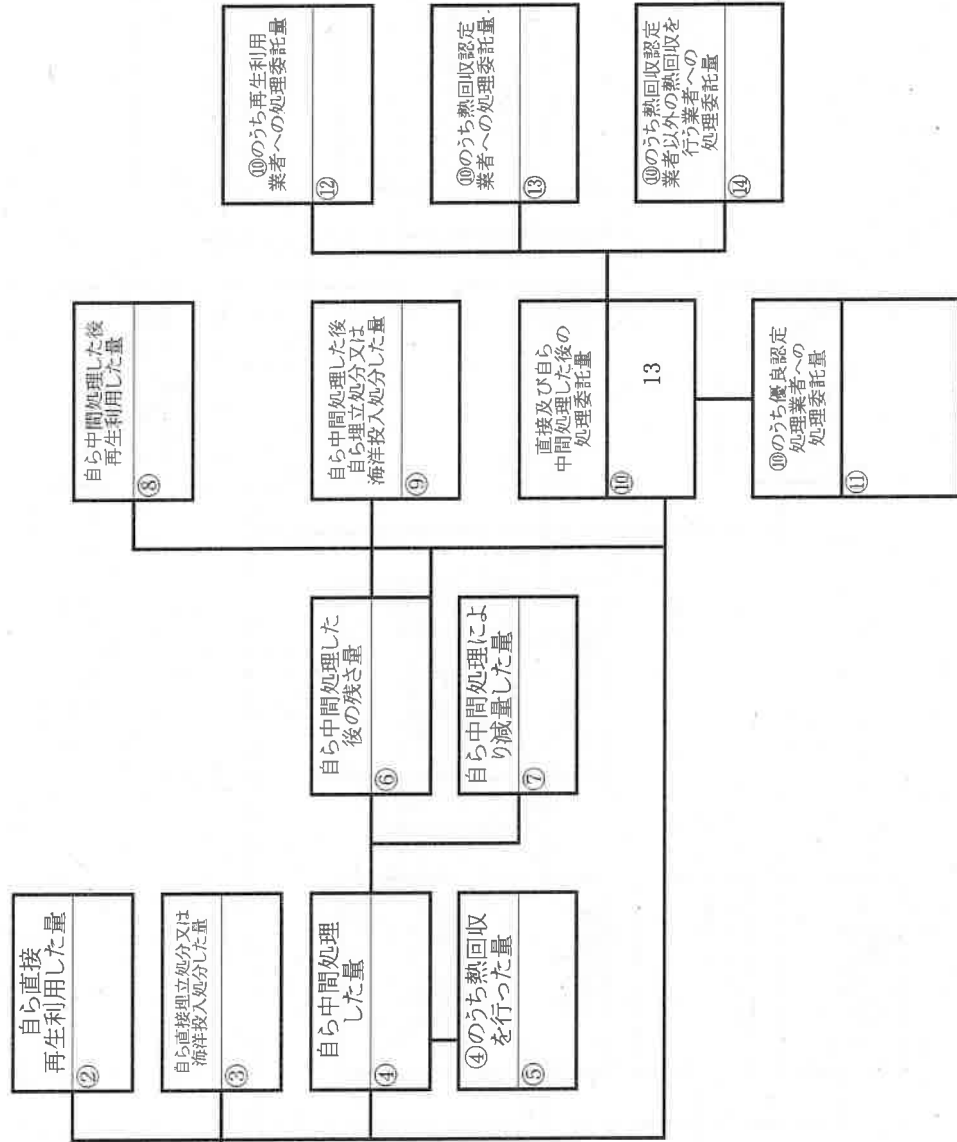 自ら直接
再生利用した量
②
自ら直接埋立処分又は
海洋投入処分した量
③
自ら中間処理
した量
④
④のうち熱回収
を行った量
⑤
自ら中間処理した
後の残さ量
⑥
自ら中間処理によ
り減量した量
⑦
自ら中間処理した後
再生利用した量
⑧
自ら中間処理した後
自ら埋立処分又は
海洋投入処分した量
⑨
直接及び自ら
中間処理した後の
処理委託量
⑩
13
⑩のうち優良認定
処理業者への
処理委託量
⑪
⑩のうち再生利用
業者への処理委託量
⑫
⑩のうち熱回収認定
業者への処理委託量
⑬
⑩のうち熱回収認定
業者以外の熱回収を
行う業者への
処理委託量
⑭